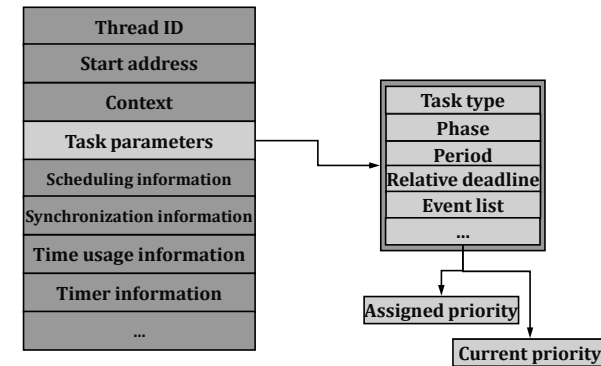 Thread ID
Start address
Context
Task parameters
Scheduling information
Synchronization information
Time usage information
Timer information
...
Task type
Phase
Period
Relative deadline
Event list
...
Assigned priority
Current priority